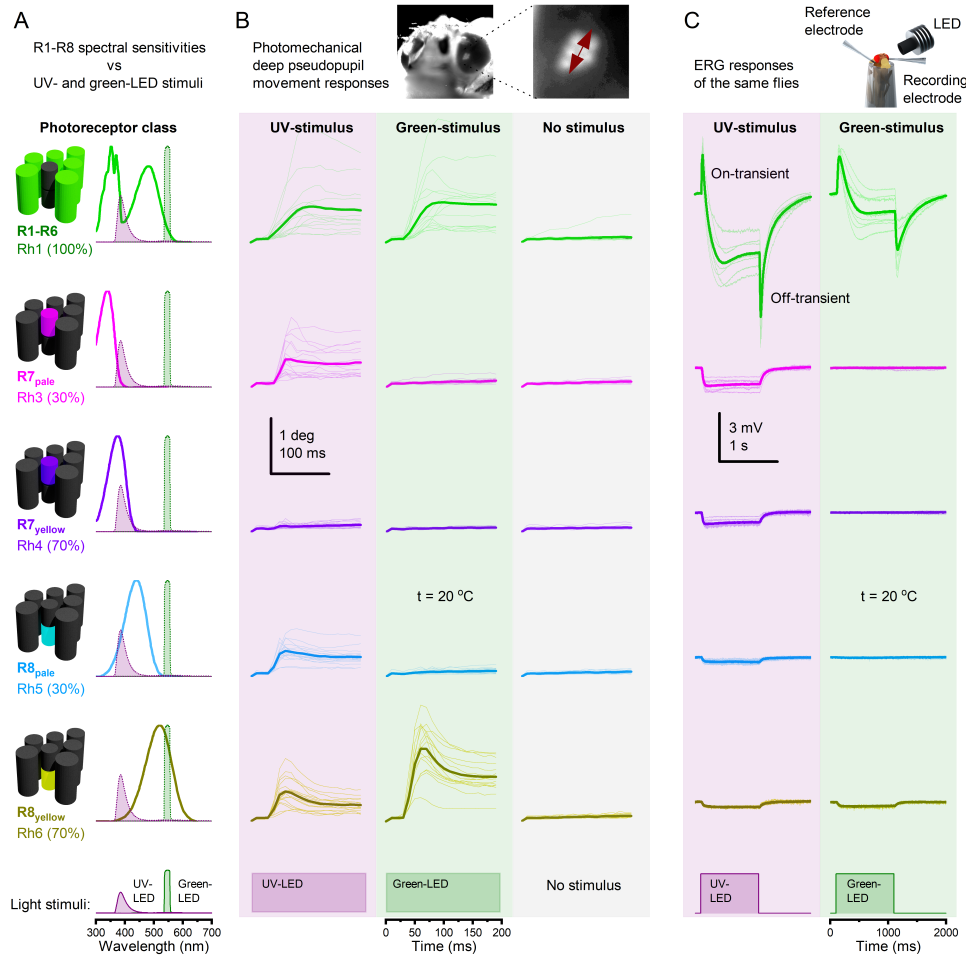 A
R1-R8 spectral sensitivities
vs
UV- and green-LED stimuli
Photoreceptor class
R1-R6
Rh1 (100%)
R7pale
Rh3 (30%)
R7yellow
Rh4 (70%)
R8pale
Rh5 (30%)
R8yellow
Rh6 (70%)
Light stimuli:
UV-
LED
Green-
LED
300 400 500 600 700
Wavelength (nm)
B
Photomechanical
deep pseudopupil
movement responses
UV-stimulus
Green-stimulus
No stimulus
1 deg
100 ms
t = 20 °C
UV-LED
Green-LED
No stimulus
0 50 100 150 200
Time (ms)
C
Reference
electrode
LED
ERG responses
of the same flies
Recording
electrode
UV-stimulus
Green-stimulus
On-transient
Off-transient
3 mV
1 s
t = 20 °C
UV-
LED
Green-
LED
0 1000 2000
Time (ms)